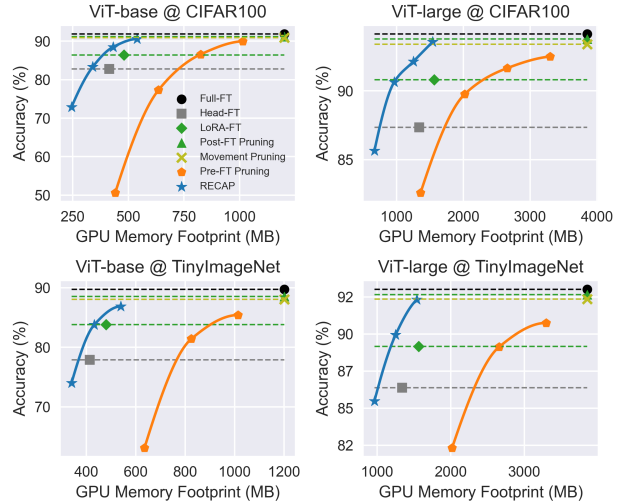 ViT-base @ CIFAR100
Accuracy (%)
90
80
70
60
50
Full-FT
Head-FT
LoRA-FT
Post-FT Pruning
Movement Pruning
Pre-FT Pruning
RECAP
250 500 750 1000
GPU Memory Footprint (MB)
ViT-large @ CIFAR100
Accuracy (%)
90
85
1000 2000 3000 4000
GPU Memory Footprint (MB)
ViT-base @ TinyImageNet
Accuracy (%)
90
80
70
400 600 800 1000 1200
GPU Memory Footprint (MB)
ViT-large @ TinyImageNet
Accuracy (%)
92
90
87
85
82
1000 2000 3000
GPU Memory Footprint (MB)